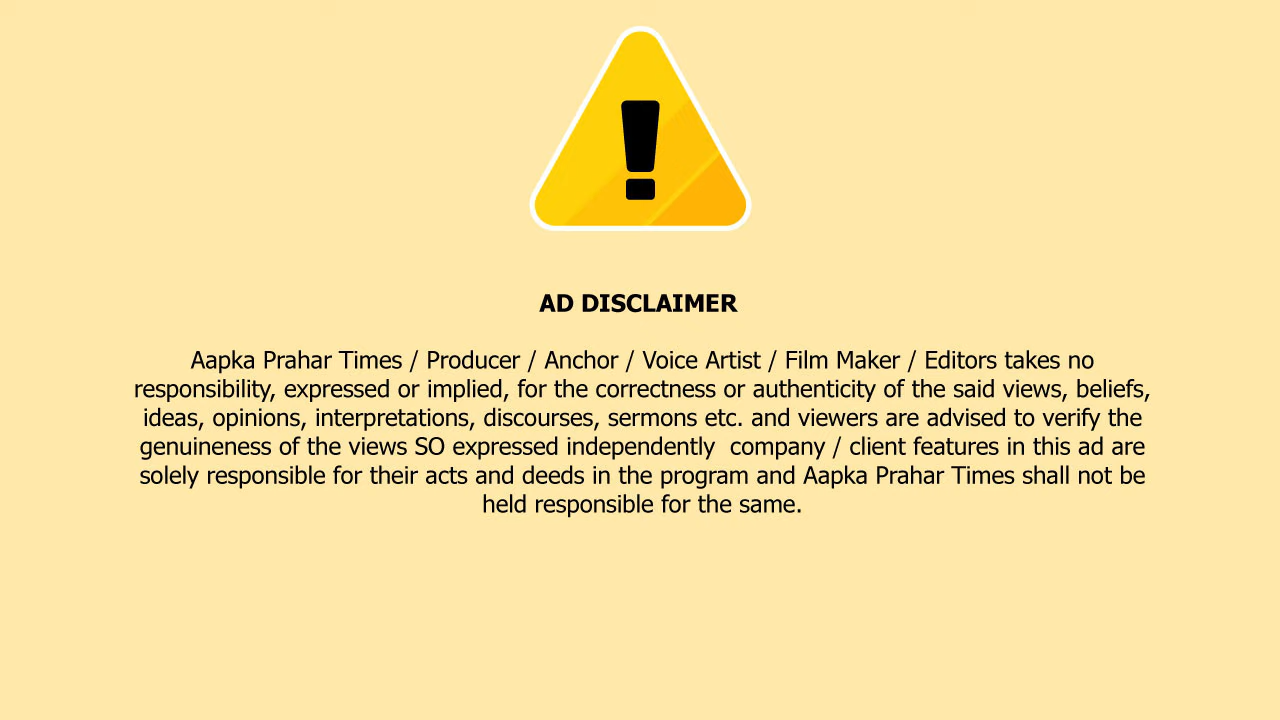 AD DISCLAIMER
Aapka Prahar Times / Producer / Anchor / Voice Artist / Film Maker / Editors takes no
responsibility, expressed or implied, for the correctness or authenticity of the said views, beliefs,
ideas, opinions, interpretations, discourses, sermons etc. and viewers are advised to verify the
genuineness of the views SO expressed independently  company / client features in this ad are
solely responsible for their acts and deeds in the program and Aapka Prahar Times shall not be
held responsible for the same.